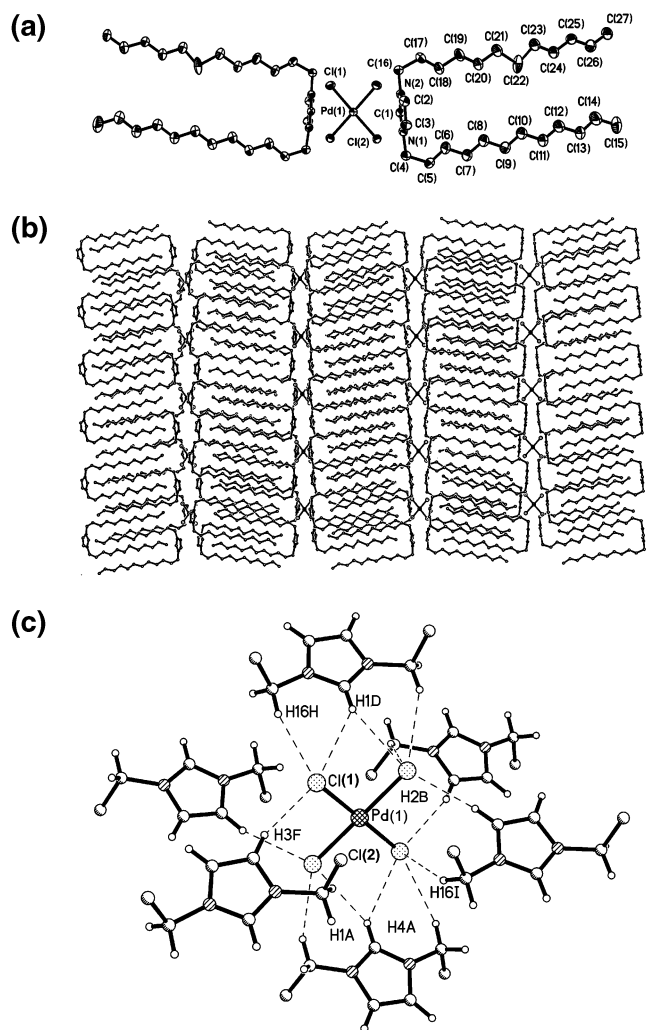 (a)
C(27)
C(25)
C(23)
C(21)
C(19)
C(17)
C(16)
C(26)
C(24)
C(22)
C(20)
C(18)
Cl(1)
N(2)
C(2)
Pd(1)
C(1)
C(3)
C(14)
C(12)
C(10)
C(8)
C(6)
N(1)
Cl(2)
C(15)
C(13)
C(11)
C(9)
C(7)
C(4)
C(5)
(b)
(c)
H16H
H1D
Cl(1)
H2B
Pd(1)
H3F
Cl(2)
H16I
H1A
H4A